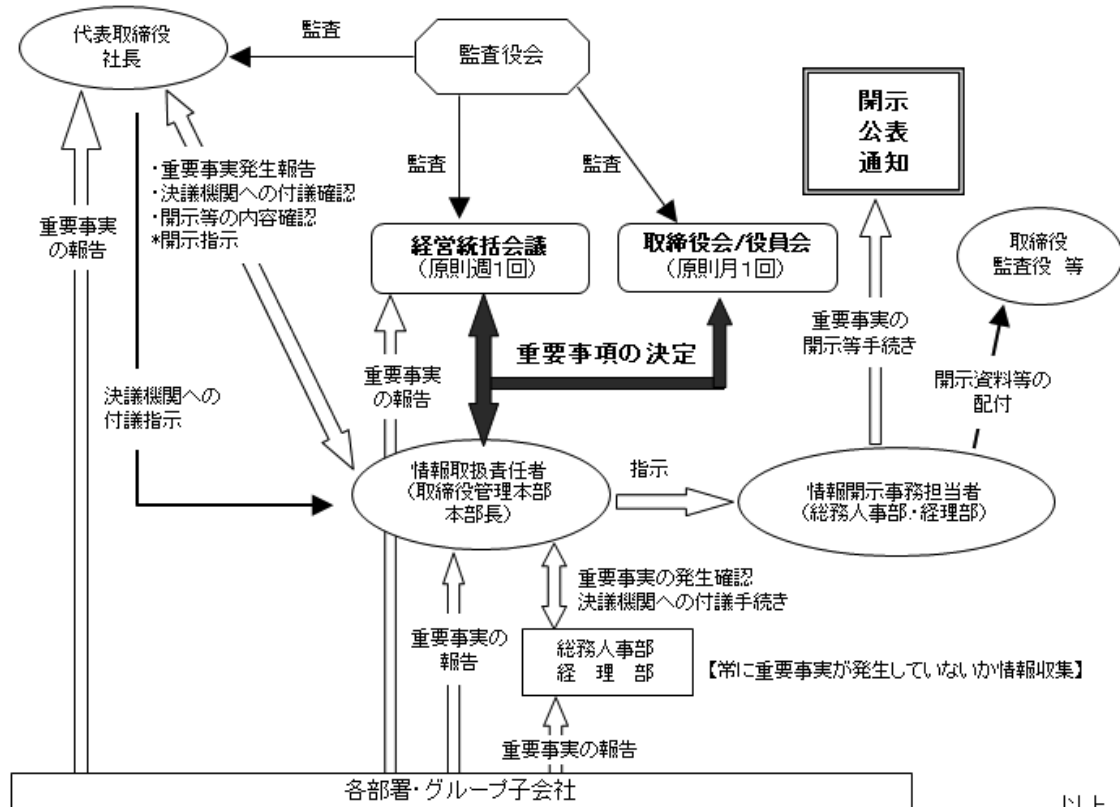 代表取締役
社長
監査
監査役会
開示
公表
通知
監査
監査
・重要事実発生報告
・決議機関への付議確認
・開示等の内容確認
*開示指示
重要事実
の報告
経営統括会議
(原則週1回)
取締役会/役員会
(原則月1回)
取締役
監査役 等
重要事実の
開示等手続き
重要事項の決定
重要事実
の報告
開示資料等の
配付
決議機関への
付議指示
情報取扱責任者
(取締役管理本部
本部長)
指示
情報開示事務担当者
(総務人事部・経理部)
重要事実の発生確認
決議機関への付議手続き
重要事実の
報告
総務人事部
経 理 部
【常に重要事実が発生していないか情報収集】
重要事実の報告
各部署・グループ子会社
以上